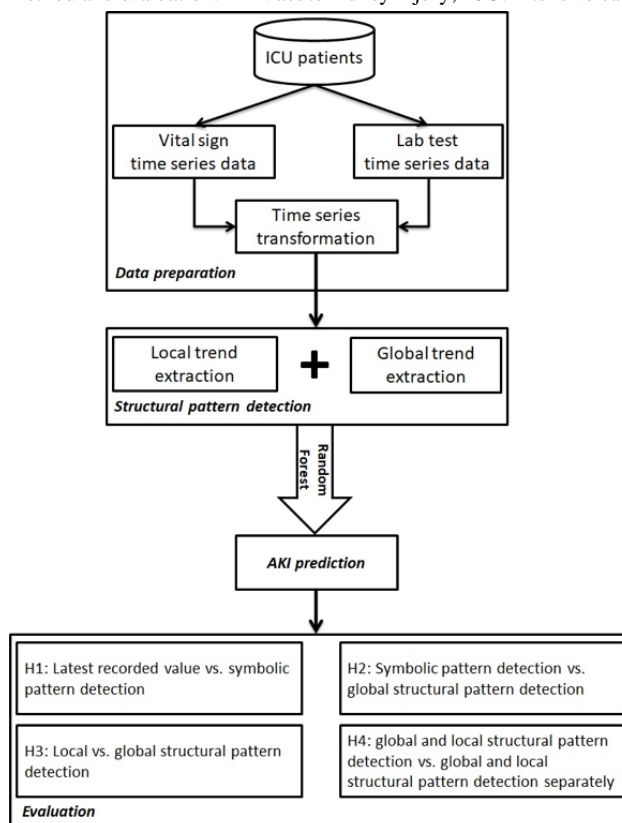 ICU patients
Vital sign
time series data
Lab test
time series data
Time series
transformation
Data preparation
Local trend
extraction
+
Global trend
extraction
Structural pattern detection
Random
Forest
AKI prediction
H1: Latest recorded value vs. symbolic
pattern detection
H2: Symbolic pattern detection vs.
global structural pattern detection
H3: Local vs. global structural pattern
detection
H4: global and local structural pattern
detection vs. global and local
structural pattern detection separately
Evaluation